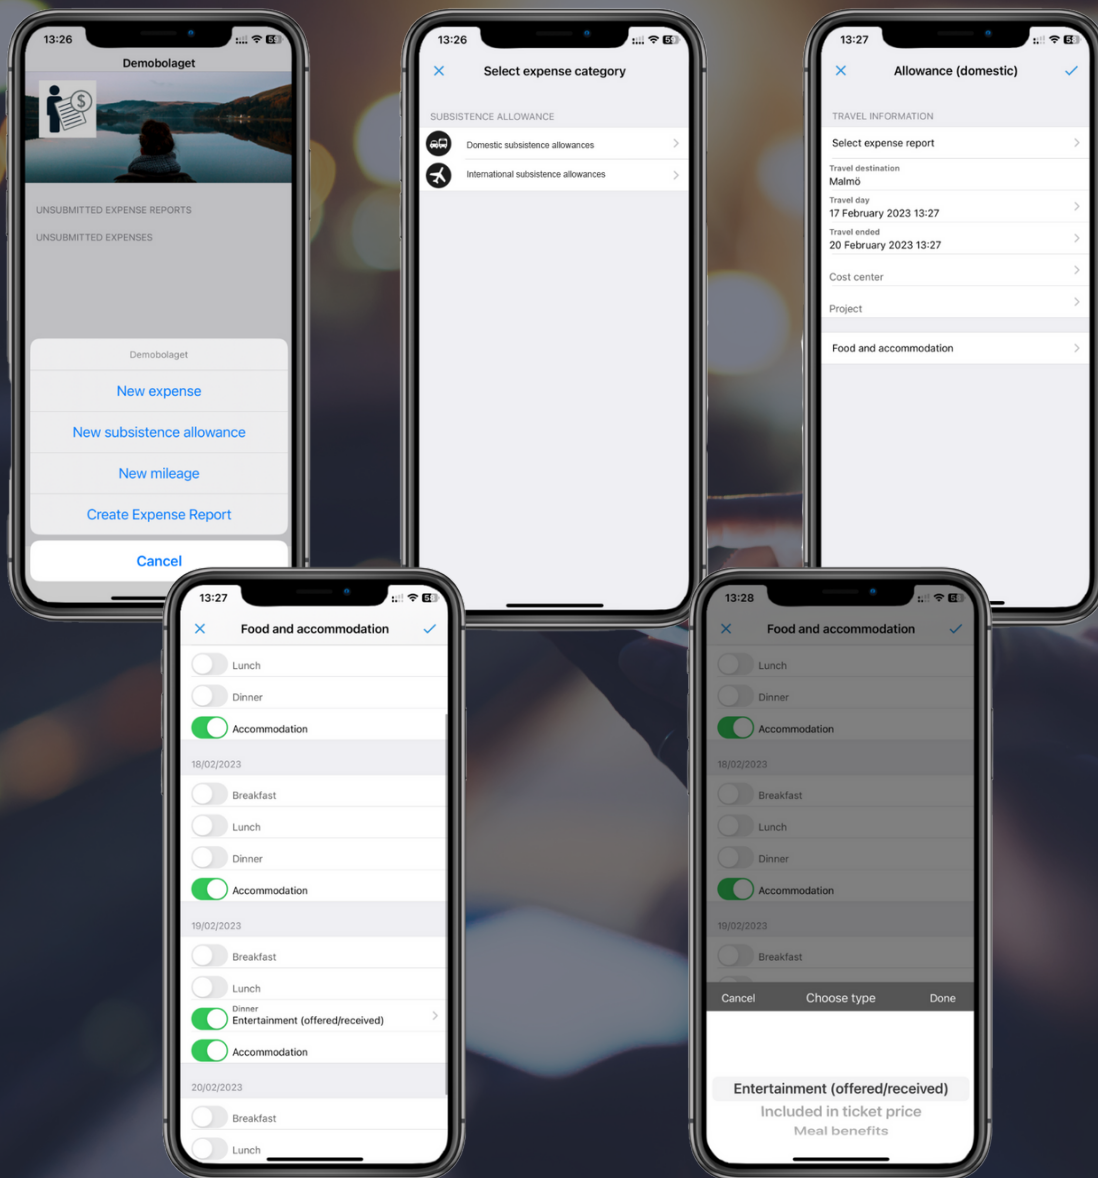 13:26
Demobolaget
UNSUBMITTED EXPENSE REPORTS
UNSUBMITTED EXPENSES
Demobolaget
New expense
New subsistence allowance
New mileage
Create Expense Report
Cancel
13:26
Select expense category
SUBSISTENCE ALLOWANCE
Domestic subsistence allowances
International subsistence allowances
13:27
Allowance (domestic)
TRAVEL INFORMATION
Select expense report
Travel destination
Malmö
Travel day
17 February 2023 13:27
Travel ended
20 February 2023 13:27
Cost center
Project
Food and accommodation
13:27
Food and accommodation
Lunch
Dinner
Accommodation
18/02/2023
Breakfast
Lunch
Dinner
Accommodation
19/02/2023
Breakfast
Lunch
Dinner
Entertainment (offered/received)
Accommodation
20/02/2023
Breakfast
Lunch
13:28
Food and accommodation
Lunch
Dinner
Accommodation
18/02/2023
Breakfast
Lunch
Dinner
Accommodation
19/02/2023
Breakfast
Cancel Choose type Done
Entertainment (offered/received)
Included in ticket price
Meal benefits